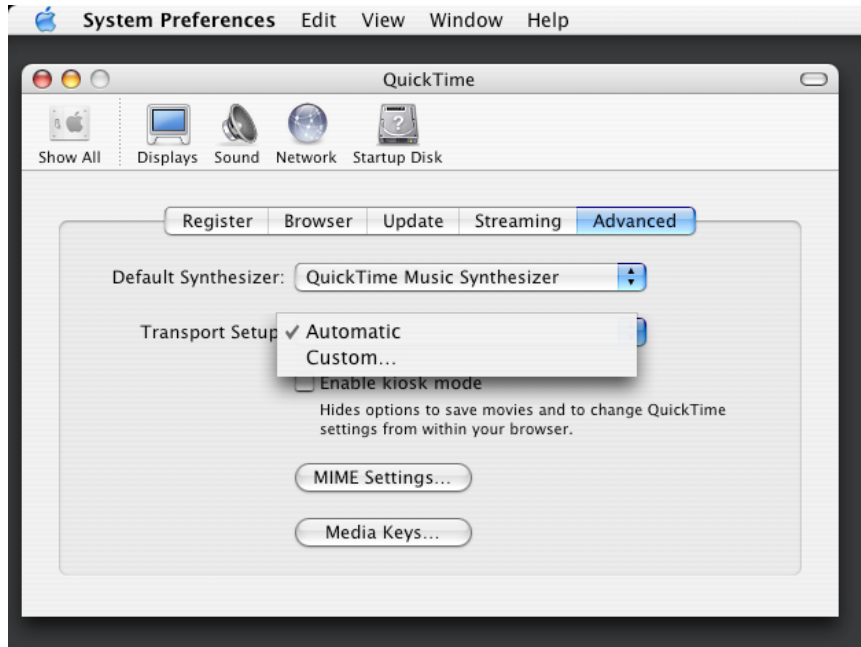 System Preferences Edit View Window Help
QuickTime
Show All Displays Sound Network Startup Disk
Register Browser Update Streaming Advanced
Default Synthesizer: QuickTime Music Synthesizer
Transport Setup ✓ Automatic
Custom...
Enable kiosk mode
Hides options to save movies and to change QuickTime
settings from within your browser.
MIME Settings...
Media Keys...